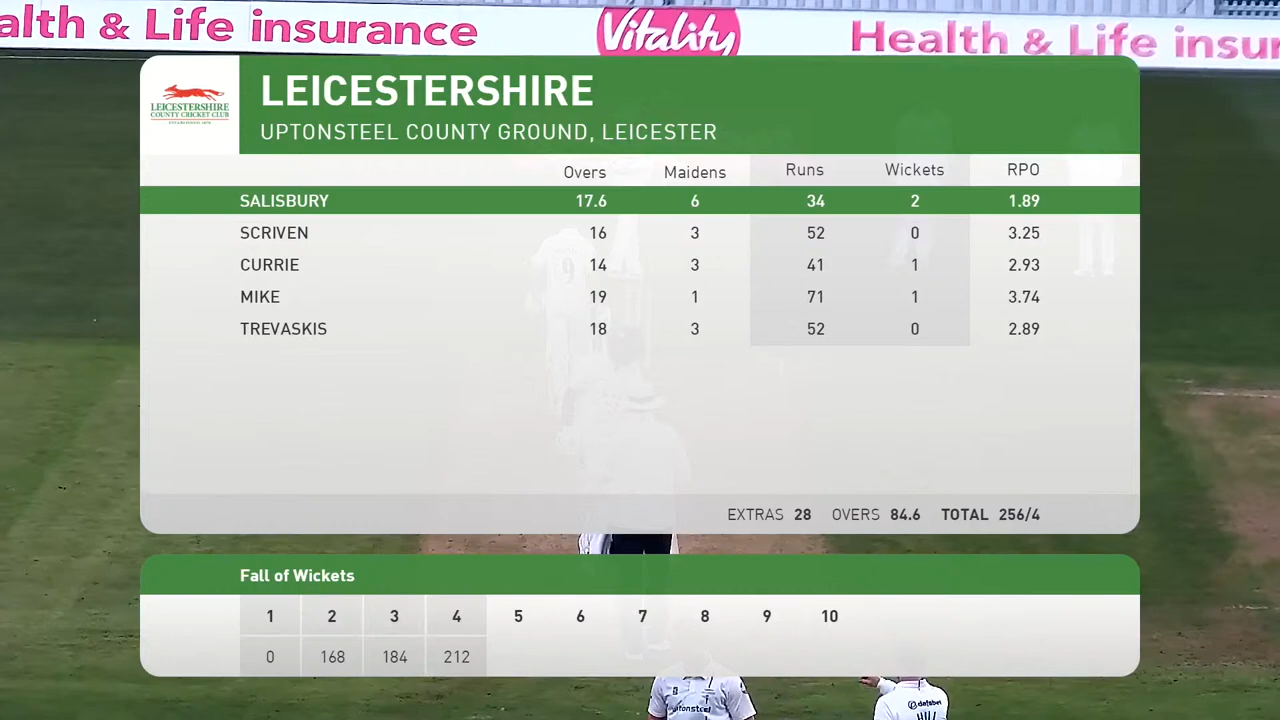 alth & Life insurance
Vitality
Health & Life insur
LEICESTERSHIRE
COUNTY CRICKET CLUB
LEICESTERSHIRE
UPTONSTEEL COUNTY GROUND, LEICESTER
Overs Maidens Runs Wickets RPO
SALISBURY 17.6 6 34 2 1.89
SCRIVEN 16 3 52 0 3.25
CURRIE 14 3 41 1 2.93
MIKE 19 1 71 1 3.74
TREVASKIS 18 3 52 0 2.89
9
EXTRAS 28 OVERS 84.6 TOTAL 256/4
Fall of Wickets
1 2 3 4 5 6 7 8 9 10
0 168 184 212
uptonsteel
defsbet